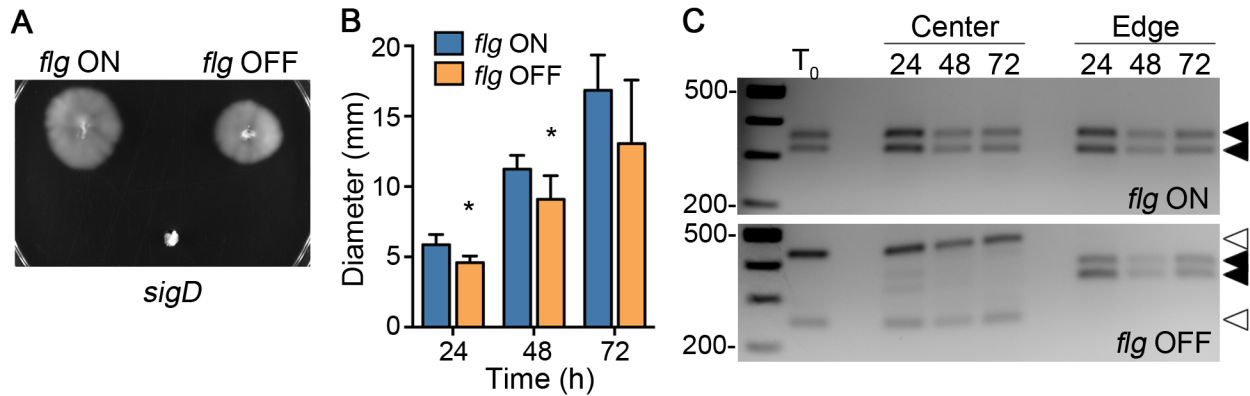 A
flg ON
flg OFF
sigD
B
flg ON
flg OFF
Diameter (mm)
20
15
10
5
0
*
*
24
48
72
Time (h)
C
Center
Edge
T0
24 48 72
24 48 72
500-
200-
flg ON
500-
200-
flg OFF